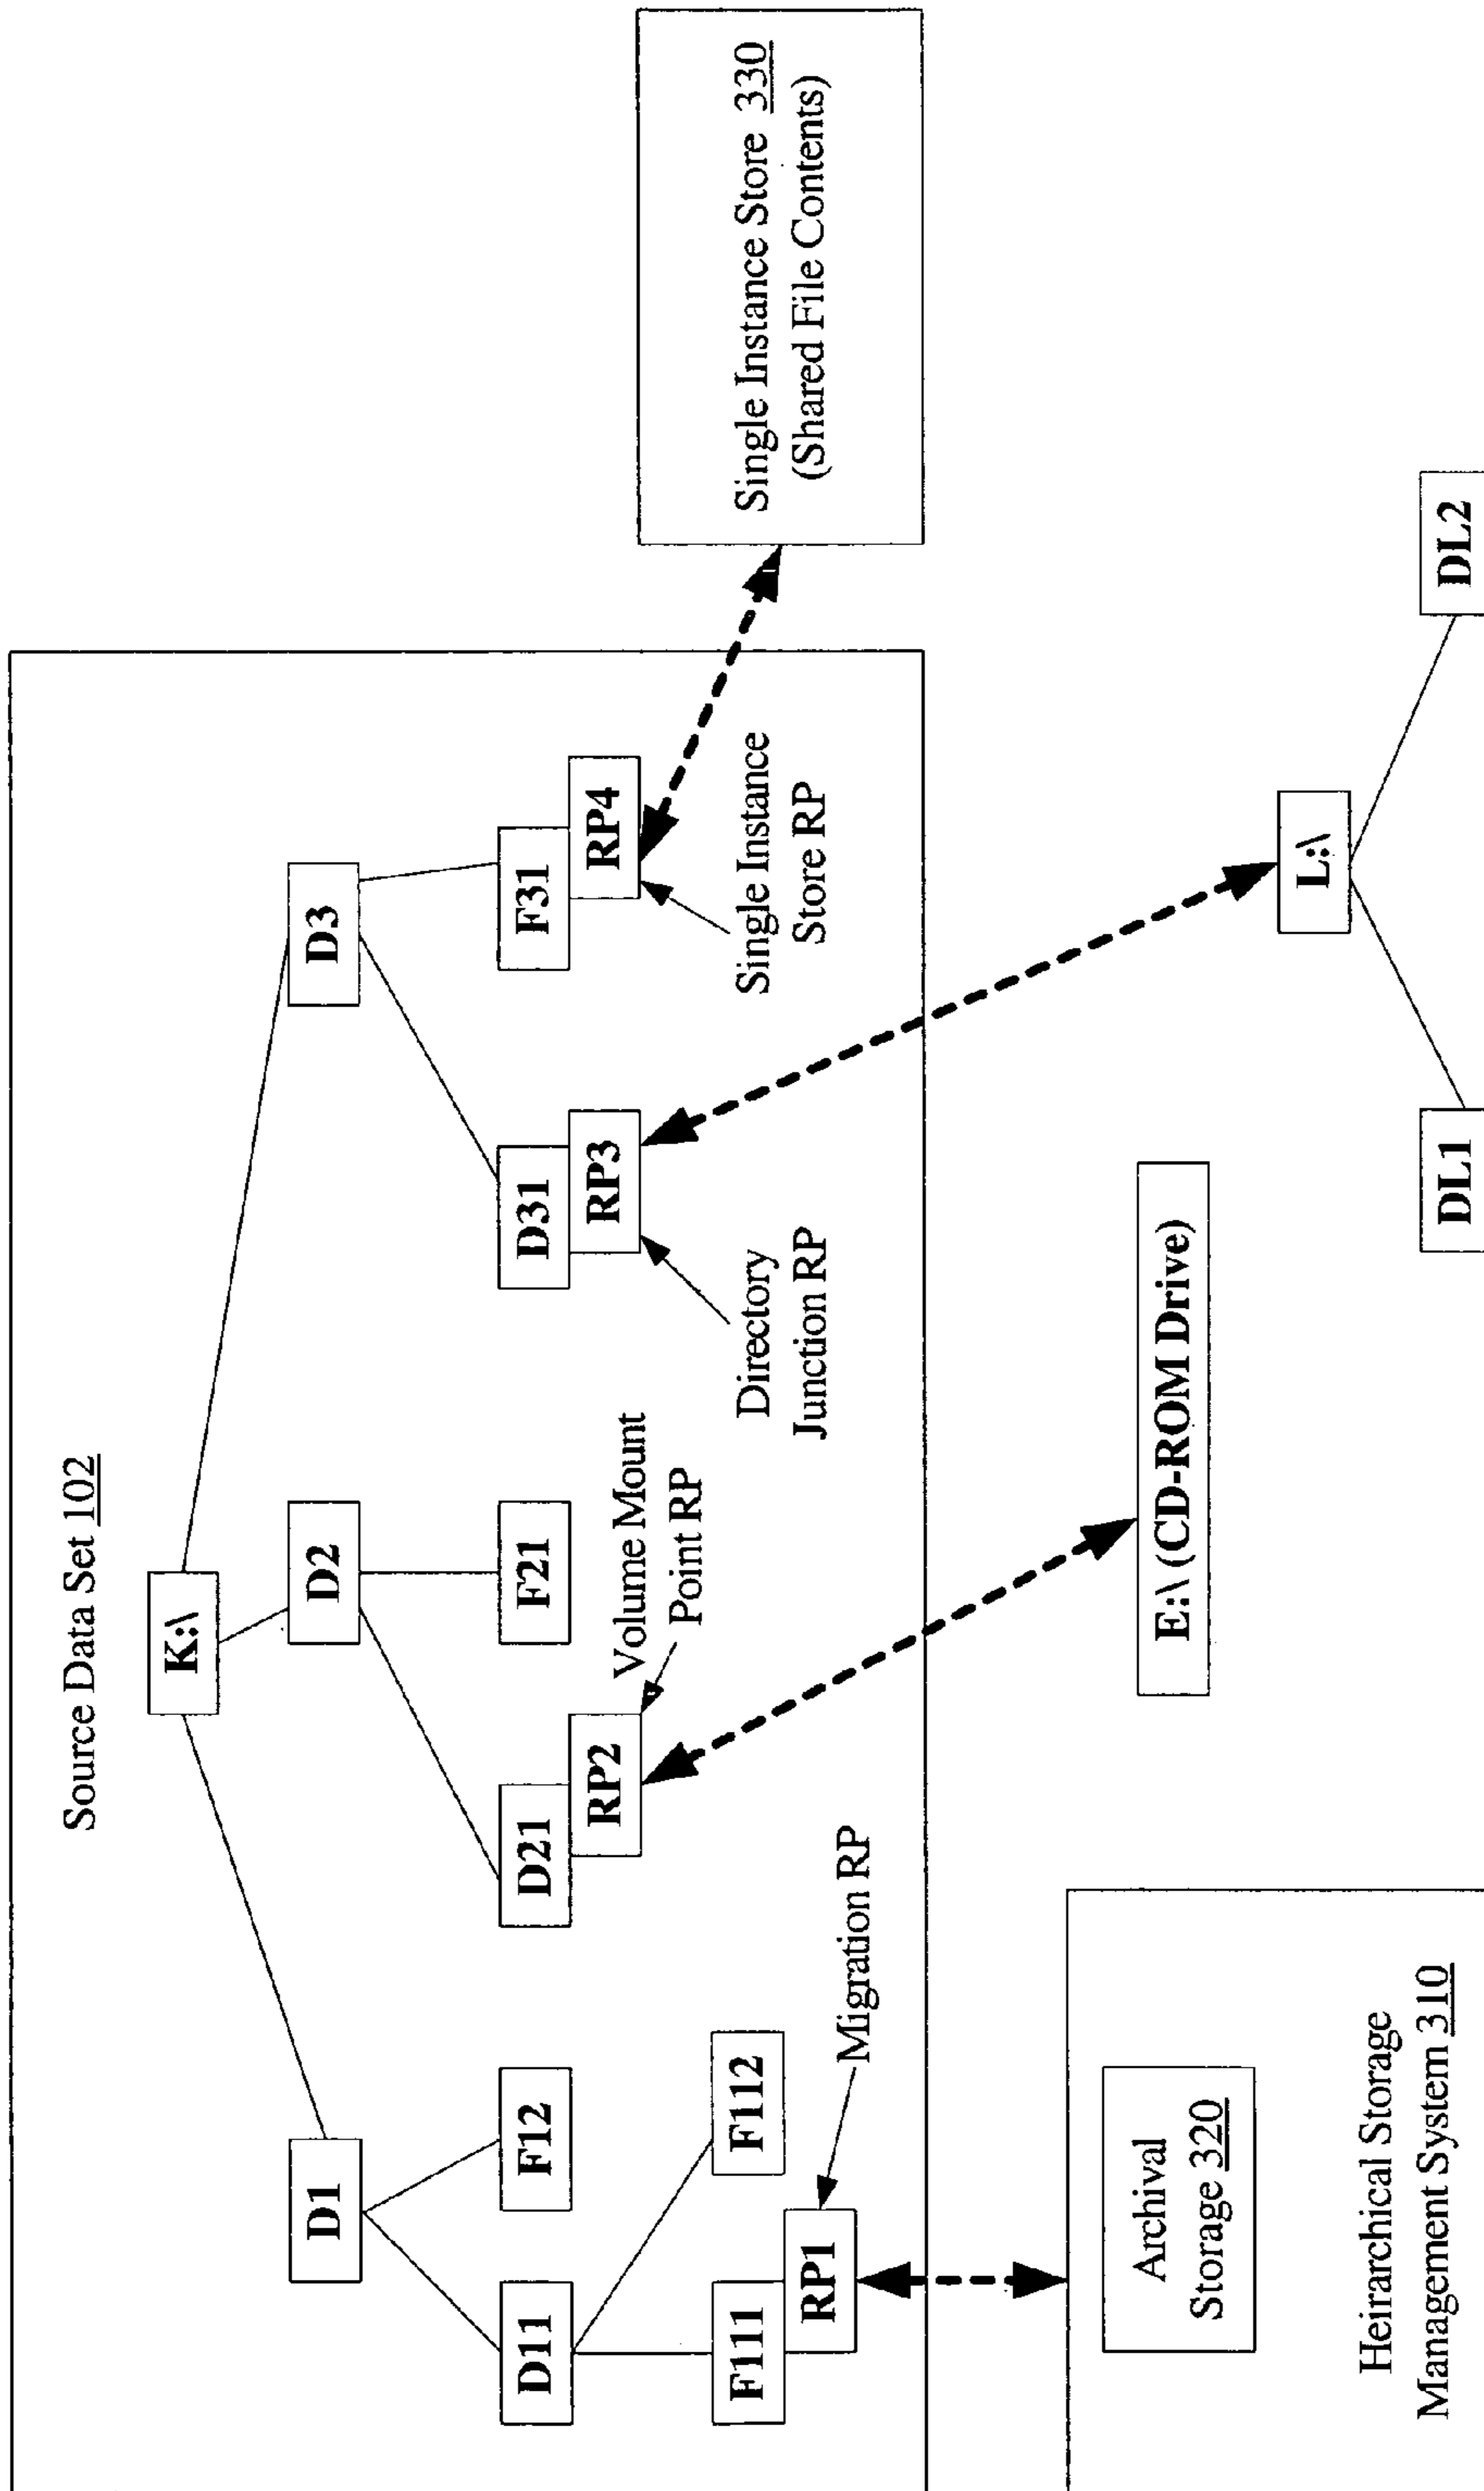 Source Data Set 102
K:\
D1
D2
D3
D11
F12
D21
RP2
F21
D31
RP3
F31
RP4
Volume Mount
Point RP
Directory
Junction RP
Single Instance
Store RP
F111
RP1
F112
Migration RP
Single Instance Store 330
(Shared File Contents)
Archival
Storage 320
Heirarchical Storage
Management System 310
E:\ (CD-ROM Drive)
L:\
DL1
DL2